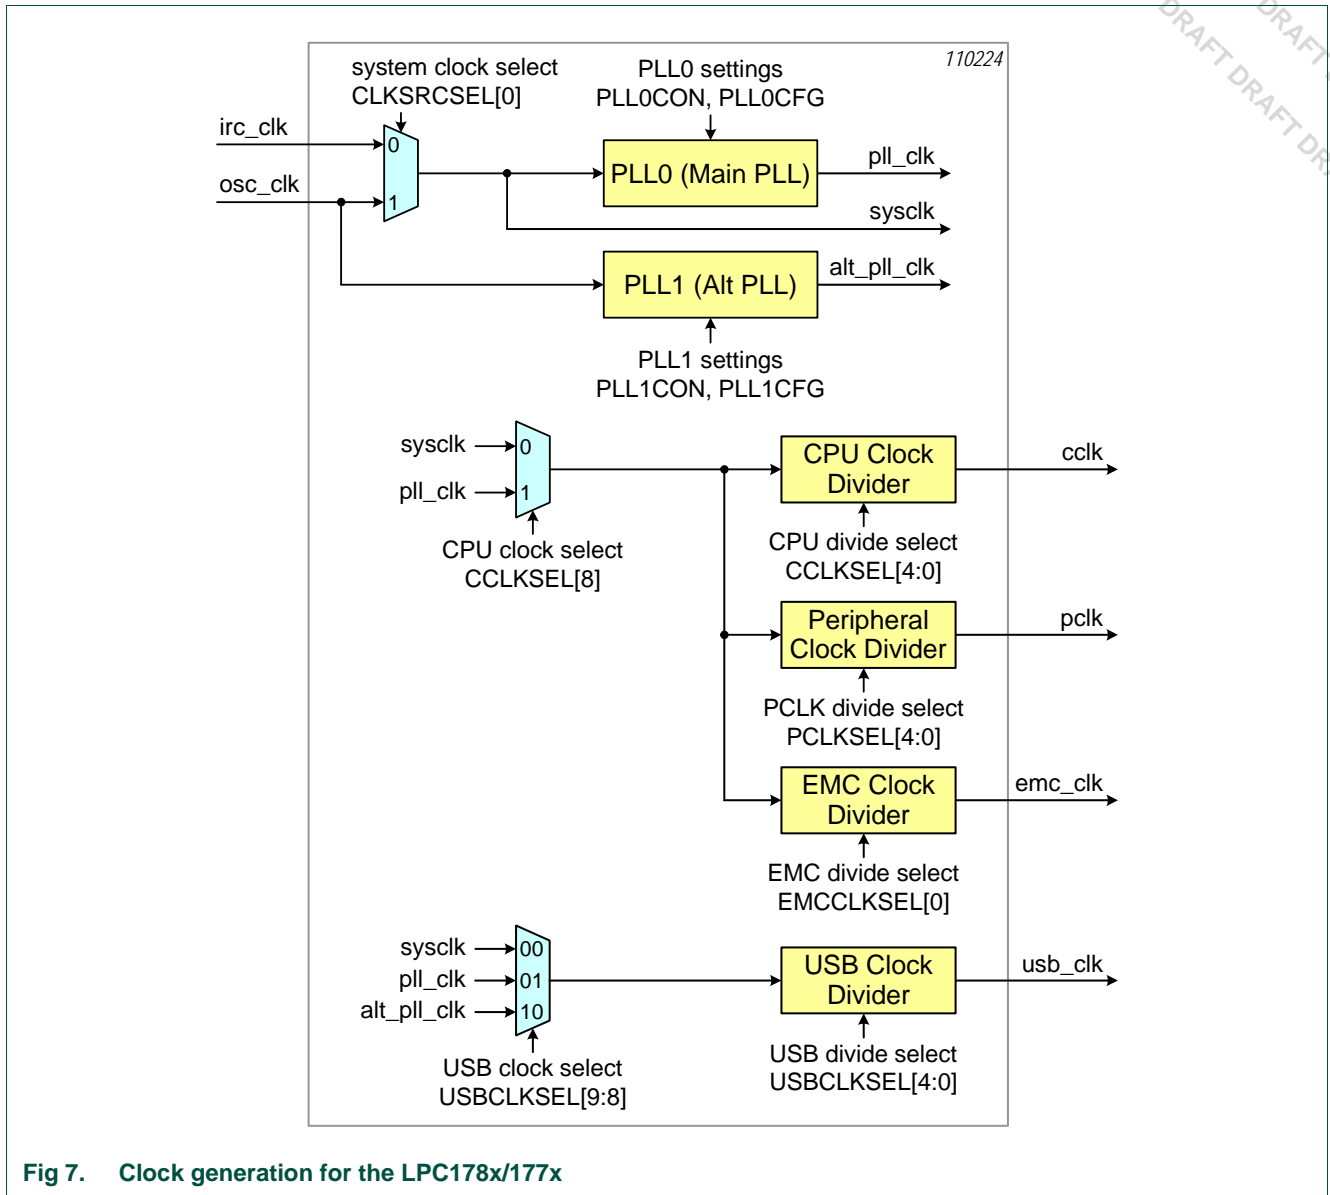 DRAFT DRAFT DR
DRAFT
110224
system clock select
CLKSRCSEL[0]
PLL0 settings
PLL0CON, PLL0CFG
irc_clk
0
osc_clk
1
PLL0 (Main PLL)
pll_clk
sysclk
PLL1 (Alt PLL)
alt_pll_clk
PLL1 settings
PLL1CON, PLL1CFG
sysclk
0
pll_clk
1
CPU clock select
CCLKSEL[8]
CPU Clock
Divider
cclk
CPU divide select
CCLKSEL[4:0]
Peripheral
Clock Divider
pclk
PCLK divide select
PCLKSEL[4:0]
EMC Clock
Divider
emc_clk
EMC divide select
EMCCLKSEL[0]
sysclk
00
pll_clk
01
alt_pll_clk
10
USB clock select
USBCLKSEL[9:8]
USB Clock
Divider
usb_clk
USB divide select
USBCLKSEL[4:0]
Fig 7. Clock generation for the LPC178x/177x